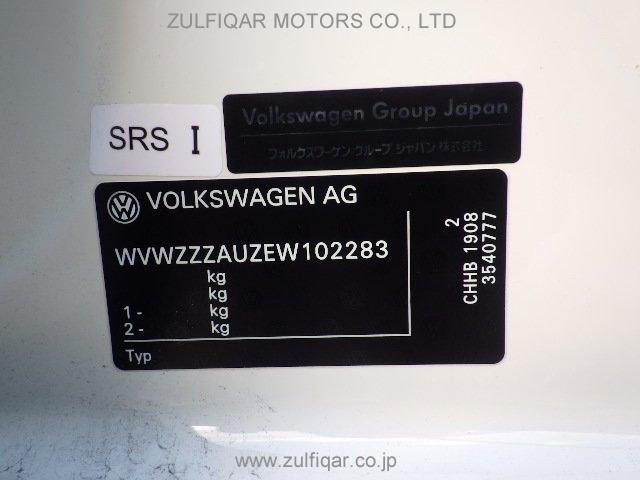 ZULFIQAR MOTORS CO., LTD
SRS I
Volkswagen Group Japan
フォルクスワーゲン グループ ジャパン 株式会社
VOLKSWAGEN AG
WVWZZZAUZEW102283
kg
kg
1 - kg
2 - kg
Typ
2
CHHB 1908
3540777
www.zulfiqar.co.jp